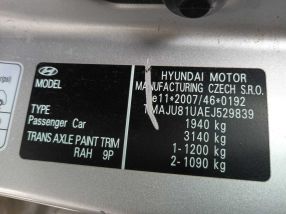 HYUNDAI MOTOR
MANUFACTURING CZECH S.R.O.
e11*2007/46*0192
TMAJU81UAEJ529839
1940 kg
3140 kg
1-1200 kg
2-1090 kg
MODEL
TYPE
Passenger Car
TRANS AXLE PAINT TRIM
RAH 9P